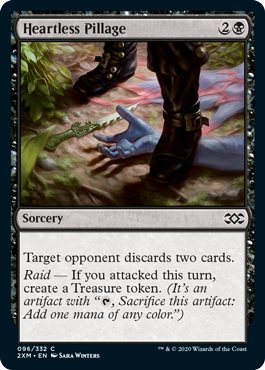 Heartless Pillage 2
Sorcery
Target opponent discards two cards.
Raid — If you attacked this turn,
create a Treasure token. (It's an
artifact with “, Sacrifice this artifact:
Add one mana of any color.”)
096/332 C
2XM • EN Sara Winters
™ & © 2020 Wizards of the Coast